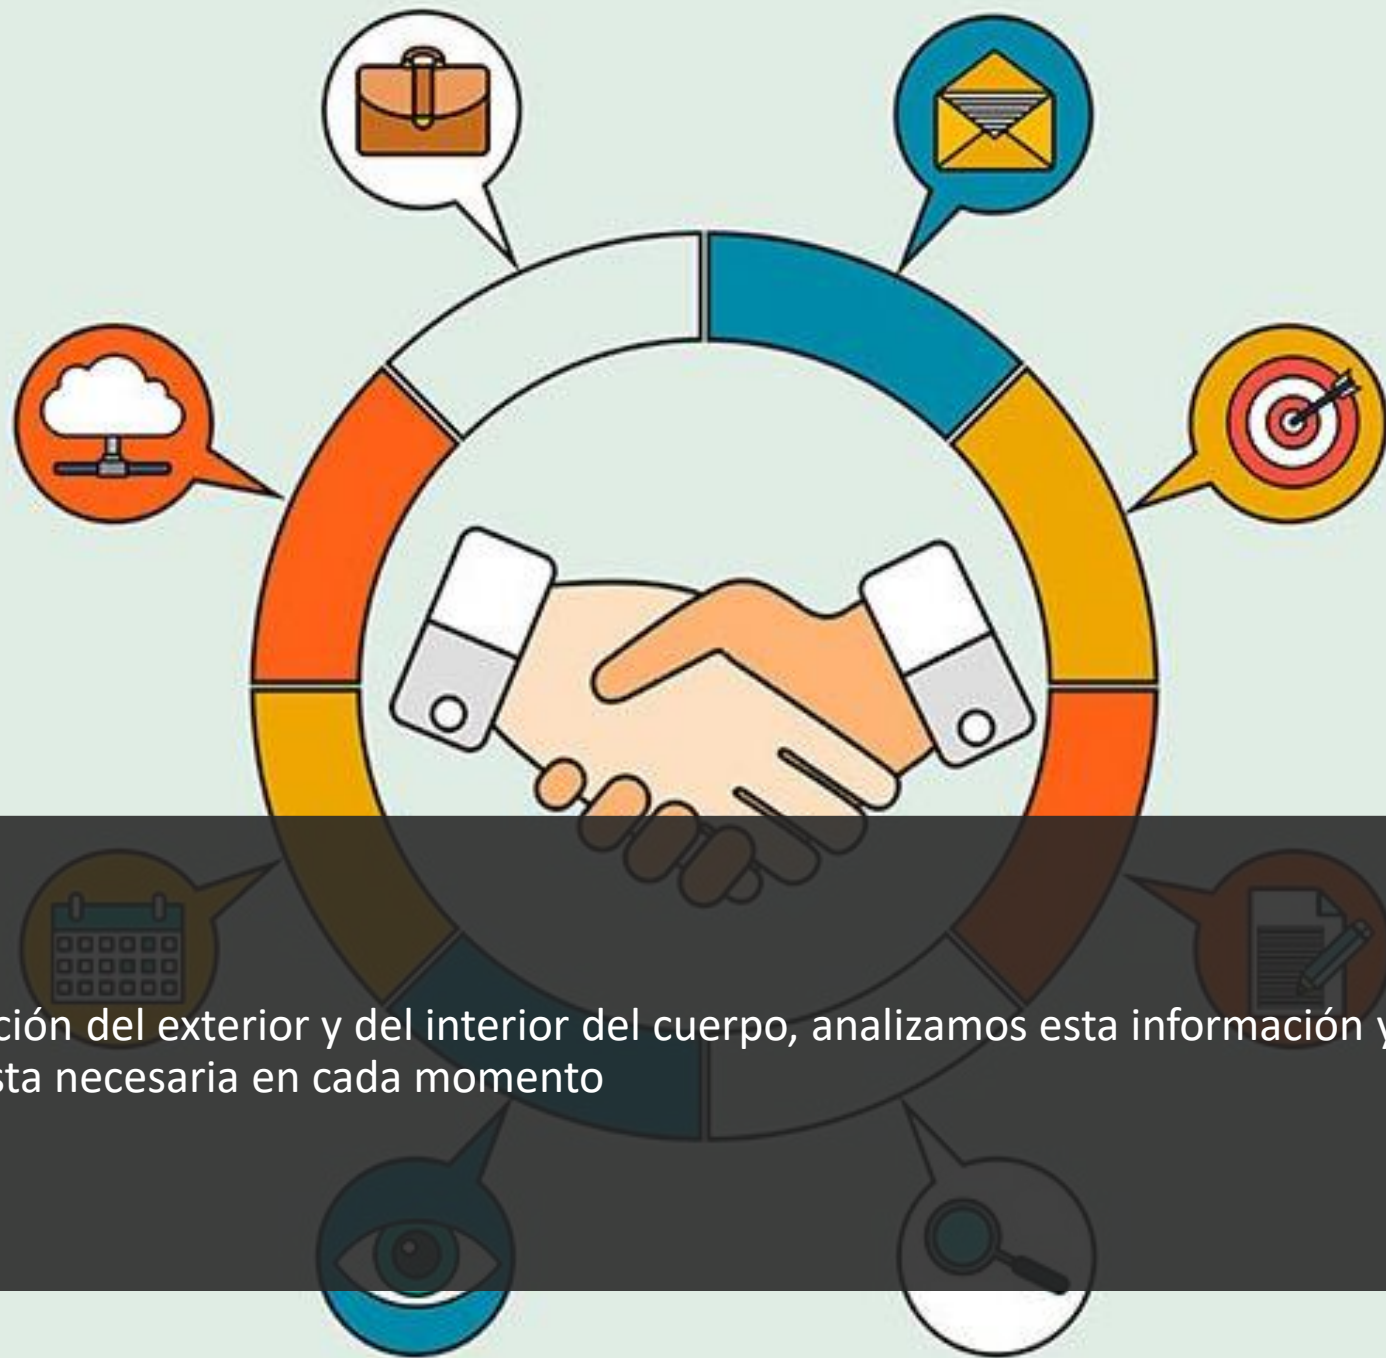 ción del exterior y del interior del cuerpo, analizamos esta información y
sta necesaria en cada momento